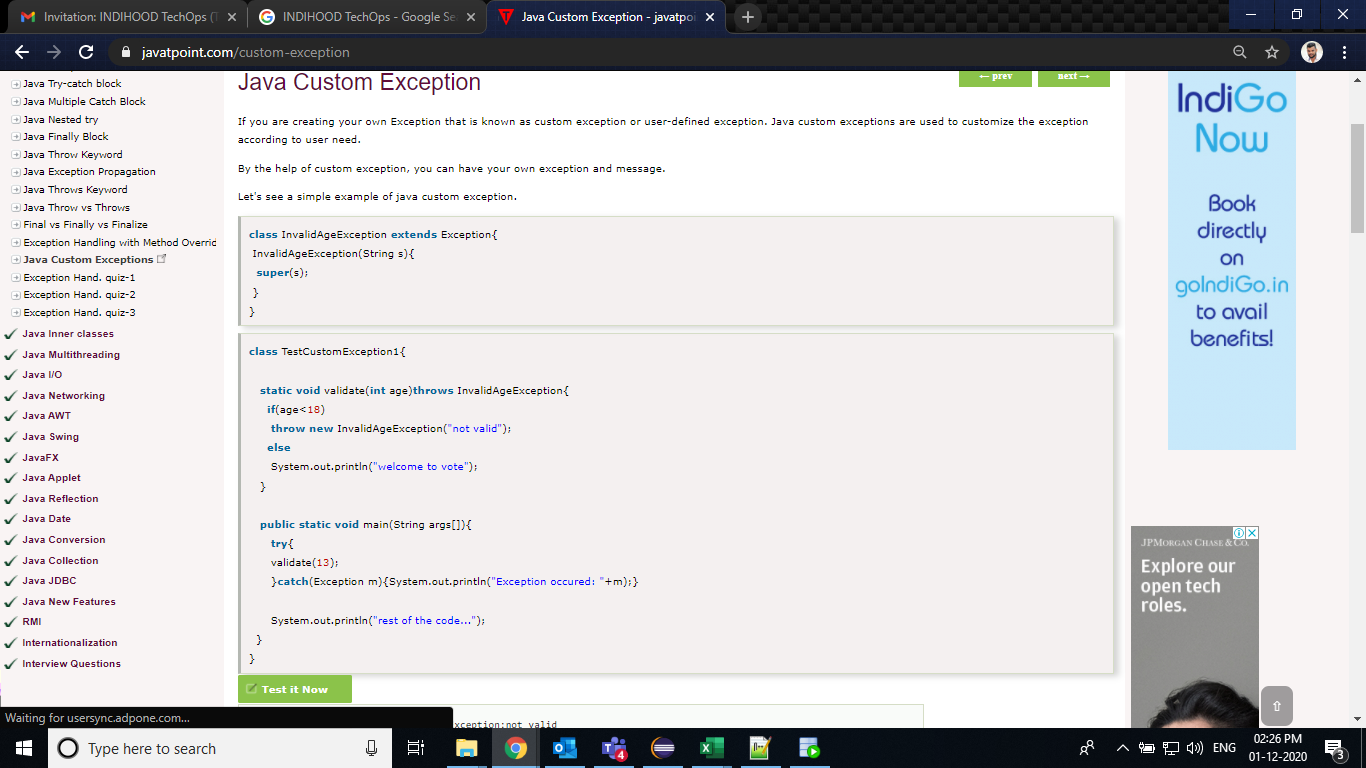 Invitation: INDIHOOD TechOps (T
INDIHOOD TechOps - Google Se
Java Custom Exception - javatpoi
javatpoint.com/custom-exception
Java Try-catch block
Java Multiple Catch Block
Java Nested try
Java Finally Block
Java Throw Keyword
Java Exception Propagation
Java Throws Keyword
Java Throw vs Throws
Final vs Finally vs Finalize
Exception Handling with Method Overrid
Java Custom Exceptions
Exception Hand. quiz-1
Exception Hand. quiz-2
Exception Hand. quiz-3
Java Inner classes
Java Multithreading
Java I/O
Java Networking
Java AWT
Java Swing
JavaFX
Java Applet
Java Reflection
Java Date
Java Conversion
Java Collection
Java JDBC
Java New Features
RMI
Internationalization
Interview Questions
Java Custom Exception
← prev
next →
If you are creating your own Exception that is known as custom exception or user-defined exception. Java custom exceptions are used to customize the exception
according to user need.
By the help of custom exception, you can have your own exception and message.
Let's see a simple example of java custom exception.
class InvalidAgeException extends Exception{
InvalidAgeException(String s){
super(s);
}
}
class TestCustomException1{
static void validate(int age)throws InvalidAgeException{
if(age<18)
throw new InvalidAgeException("not valid");
else
System.out.println("welcome to vote");
}
public static void main(String args[]){
try{
validate(13);
}catch(Exception m){System.out.println("Exception occured: "+m);}
System.out.println("rest of the code...");
}
}
Test it Now
xception:not valid
IndiGo
Now
Book
directly
on
goIndiGo.in
to avail
benefits!
JPMORGAN CHASE & CO.
Explore our
open tech
roles.
Waiting for usersync.adpone.com...
Type here to search
4
ENG
02:26 PM
01-12-2020
3